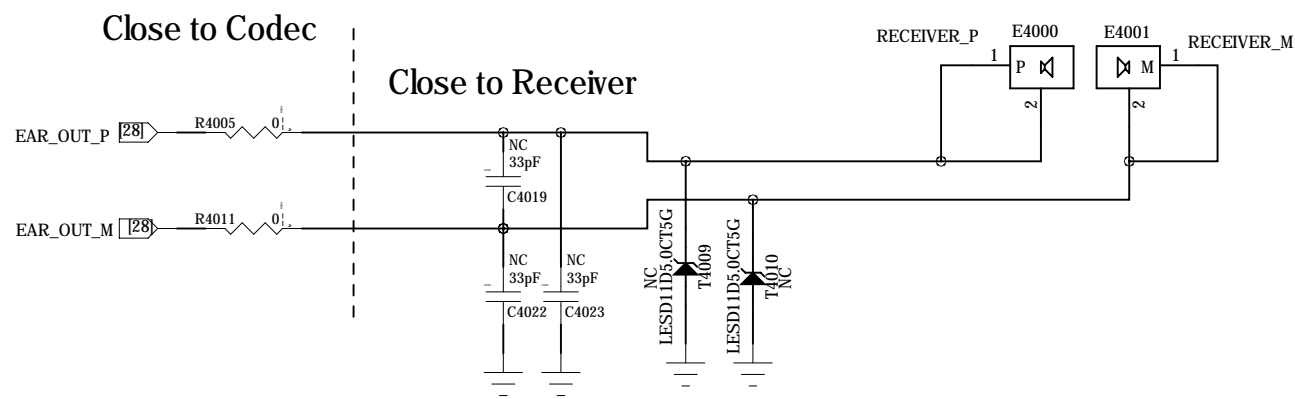 Close to Codec
Close to Receiver
RECEIVER_P
E4000
E4001
RECEIVER_M
1
P
M
1
2
2
EAR_OUT_P
[28]
R4005
0
NC
33pF
C4019
EAR_OUT_M
[28]
R4011
0
NC
33pF
C4022
NC
33pF
C4023
NC
LESD11D5.0CT5G
T4009
LESD11D5.0CT5G
T4010
NC